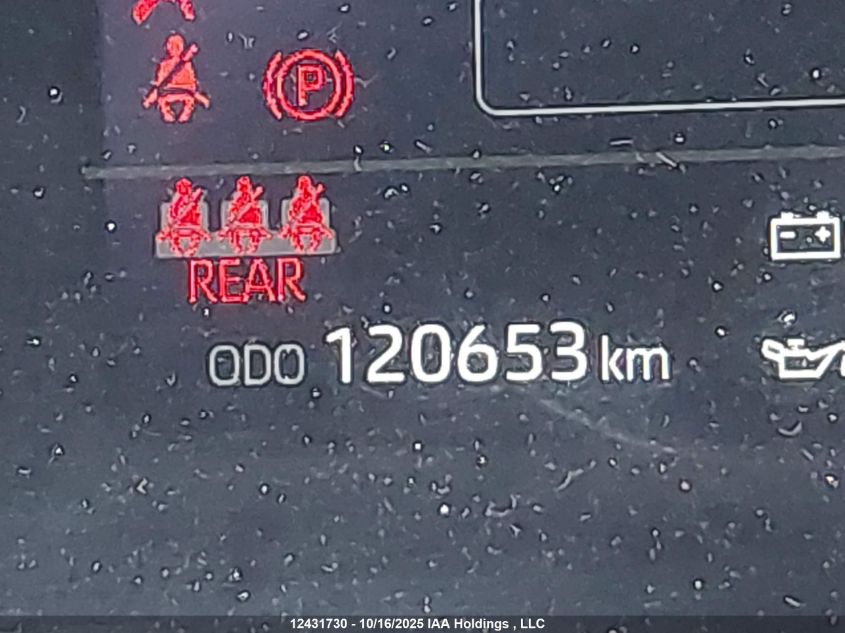 P
REAR
ODO 120653 km
12431730 - 10/16/2025 IAA Holdings , LLC